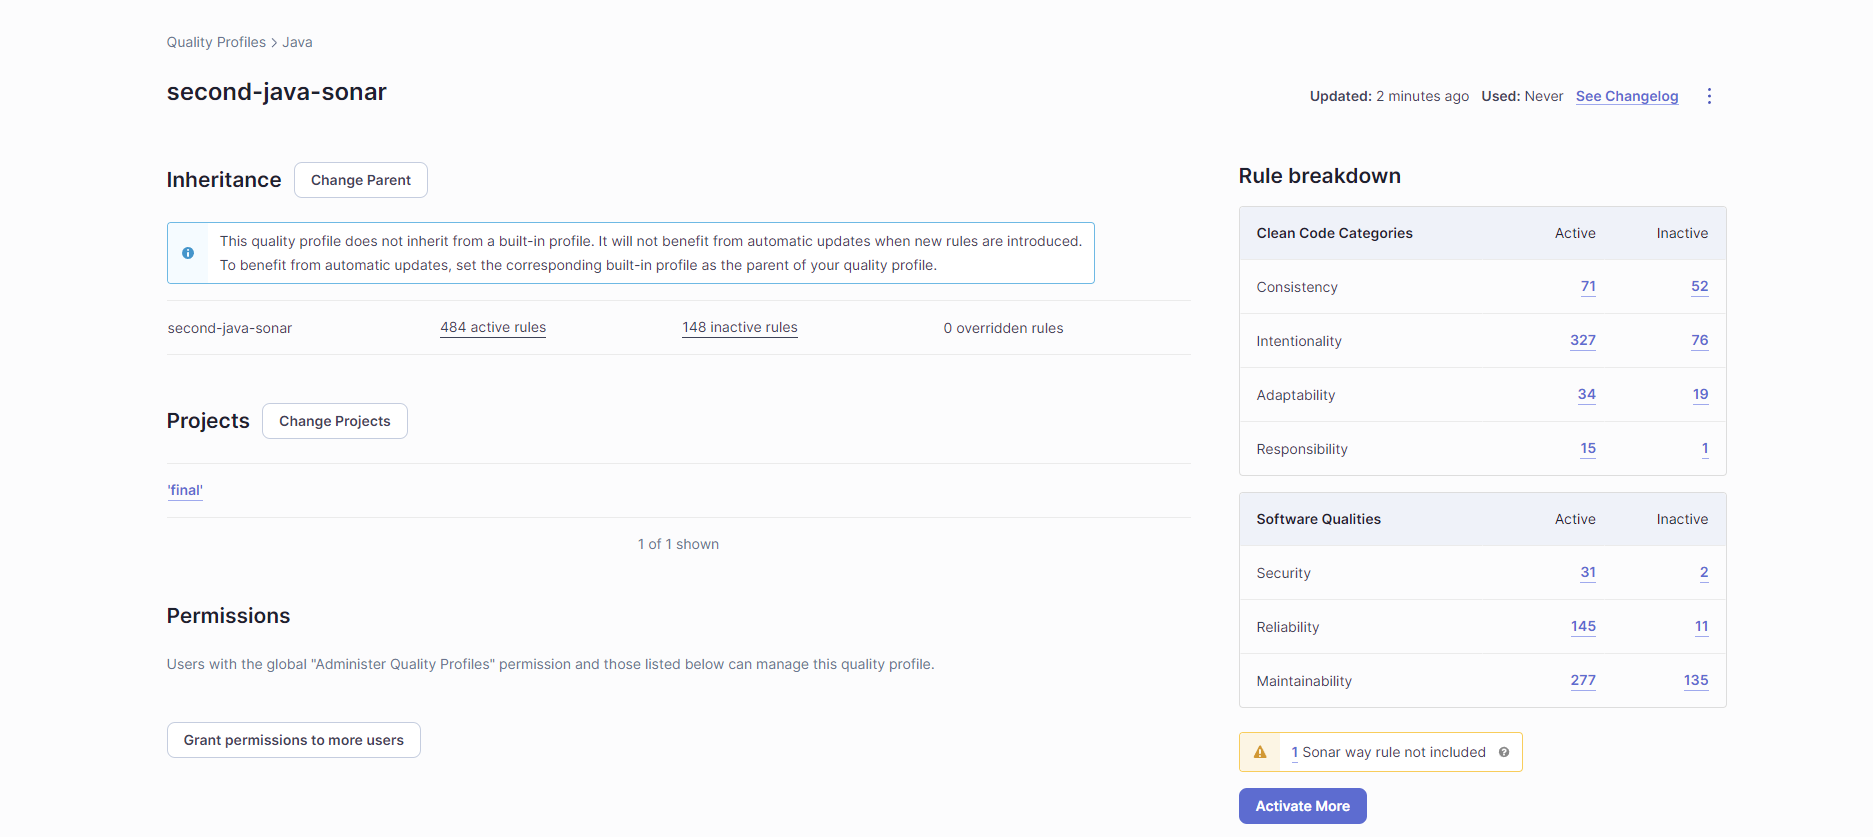 Quality Profiles > Java
second-java-sonar
Updated: 2 minutes ago Used: Never See Changelog
Inheritance Change Parent
This quality profile does not inherit from a built-in profile. It will not benefit from automatic updates when new rules are introduced.
To benefit from automatic updates, set the corresponding built-in profile as the parent of your quality profile.
second-java-sonar 484 active rules 148 inactive rules 0 overridden rules
Projects Change Projects
'final'
1 of 1 shown
Permissions
Users with the global "Administer Quality Profiles" permission and those listed below can manage this quality profile.
Grant permissions to more users
Rule breakdown
Clean Code Categories Active Inactive
Consistency 71 52
Intentionality 327 76
Adaptability 34 19
Responsibility 15 1
Software Qualities Active Inactive
Security 31 2
Reliability 145 11
Maintainability 277 135
1 Sonar way rule not included
Activate More